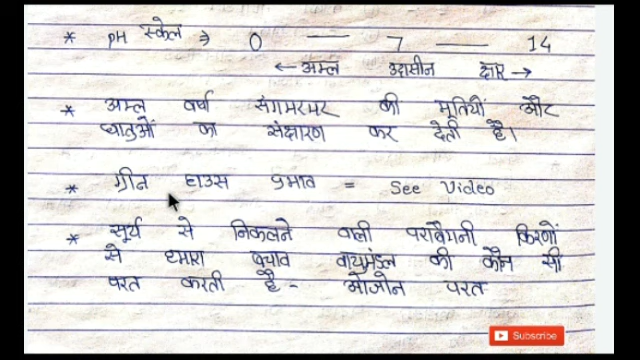 * PH स्केल ⇒ 0 — 7 — 14
← अम्ल उदासीन क्षार →
* अम्ल वर्षा संगमरमर की मूर्तियों और
धातुओं का संक्षारण कर देती है।
* ग्रीन हाउस प्रभाव = See Video
* सूर्य से निकलने वाली पराबैगनी किरणों
से हमारा बचाव वायुमंडल की कौन सी
परत करती है - ओजोन परत
Subscribe